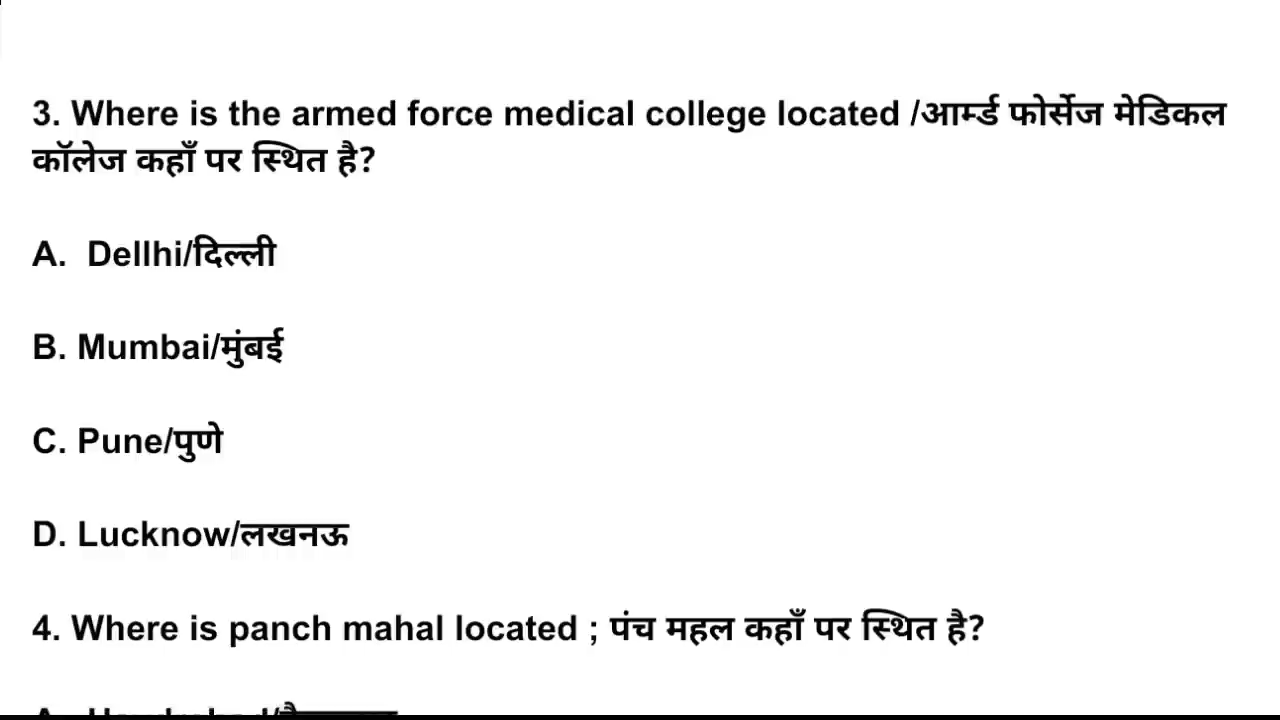 3. Where is the armed force medical college located /आर्म्ड फोर्सेज मेडिकल
कॉलेज कहाँ पर स्थित है?
A. Dellhi/दिल्ली
B. Mumbai/मुंबई
C. Pune/पुणे
D. Lucknow/लखनऊ
4. Where is panch mahal located ; पंच महल कहाँ पर स्थित है?